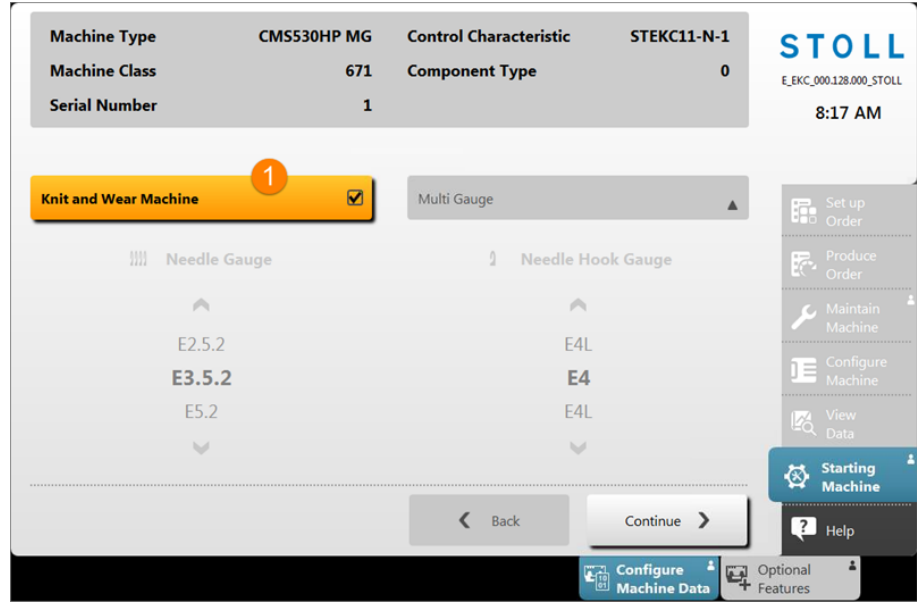 Machine Type CMS530HP MG Control Characteristic STEKC11-N-1
Machine Class 671 Component Type 0
Serial Number 1
STOLL
E_EKC_000.128.000_STOLL
8:17 AM
1
Knit and Wear Machine
Multi Gauge
Needle Gauge
Needle Hook Gauge
E2.5.2
E4L
E3.5.2
E4
E5.2
E4L
Back
Continue
Set up
Order
Produce
Order
Maintain
Machine
Configure
Machine
View
Data
Starting
Machine
? Help
Configure
Machine Data
Optional
Features